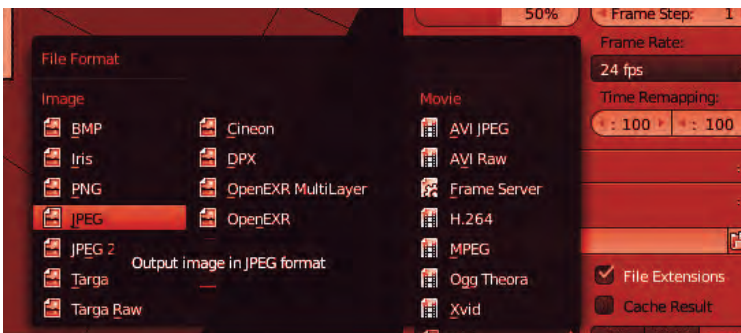 50%
Frame Step: 1
Frame Rate:
24 fps
Time Remapping:
: 100
: 100
File Extensions
Cache Result
File Format
Image
BMP
Iris
PNG
JPEG
JPEG 2
Targa
Targa Raw
Cineon
DPX
OpenEXR MultiLayer
OpenEXR
Output image in JPEG format
Movie
AVI JPEG
AVI Raw
Frame Server
H.264
MPEG
Ogg Theora
Xvid